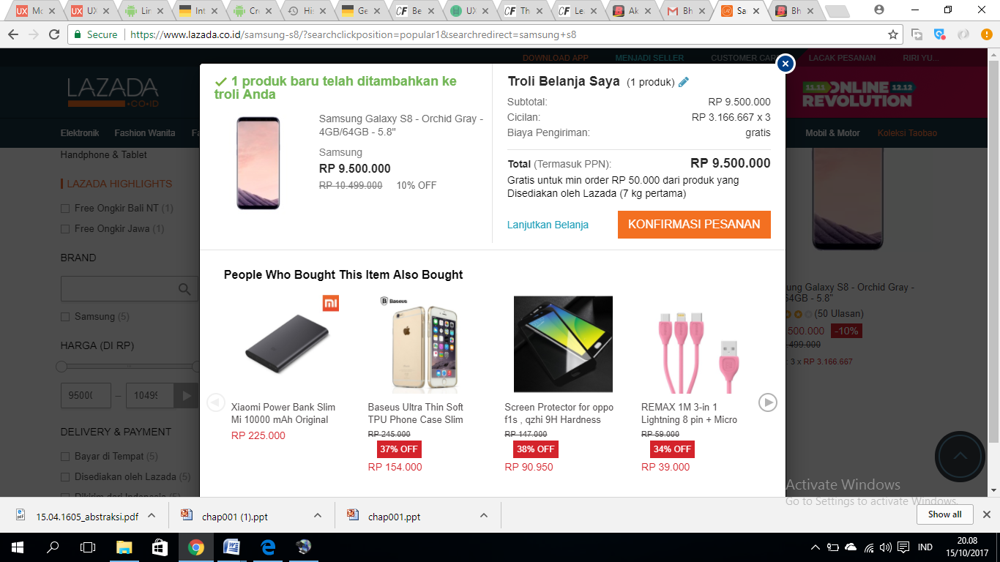 Mo
UX
Lir
Int
Cr
His
Ge
Be
UX
Th
Le
Ak
Bh
Sa
Bh
Secure
https://www.lazada.co.id/samsung-s8/?searchclickposition=popular1&searchredirect=samsung+s8
DOWNLOAD APP
MENJADI SELLER
CUSTOMER CAR
LACAK PESANAN
RIRI YU...
LAZADA
.CO.ID
11.11 ONLINE REVOLUTION 12.12
Elektronik
Fashion Wanita
Fa
Mobil & Motor
Koleksi Taobao
Handphone & Tablet
LAZADA HIGHLIGHTS
Free Ongkir Bali NT (1)
Free Ongkir Jawa (1)
BRAND
Samsung (5)
HARGA (DI RP)
95000
–
10499
DELIVERY & PAYMENT
Bayar di Tempat (5)
Disediakan oleh Lazada (5)
Dikirim dari Indonesia (5)
1 produk baru telah ditambahkan ke
troli Anda
Samsung Galaxy S8 - Orchid Gray -
4GB/64GB - 5.8"
Samsung
RP 9.500.000
RP 10.499.000 10% OFF
Troli Belanja Saya (1 produk)
Subtotal: RP 9.500.000
Cicilan: RP 3.166.667 x 3
Biaya Pengiriman: gratis
Total (Termasuk PPN): RP 9.500.000
Gratis untuk min order RP 50.000 dari produk yang
Disediakan oleh Lazada (7 kg pertama)
Lanjutkan Belanja
KONFIRMASI PESANAN
People Who Bought This Item Also Bought
mi
Xiaomi Power Bank Slim
Mi 10000 mAh Original
RP 225.000
Baseus
Baseus Ultra Thin Soft
TPU Phone Case Slim
RP 245.000
37% OFF
RP 154.000
Screen Protector for oppo
f1s , qzhi 9H Hardness
RP 147.000
38% OFF
RP 90.950
REMAX 1M 3-in 1
Lightning 8 pin + Micro
RP 59.000
34% OFF
RP 39.000
ung Galaxy S8 - Orchid Gray -
64GB - 5.8"
(50 Ulasan)
500.000 -10%
.499.000
: 3 x RP 3.166.667
Activate Windows
Go to Settings to activate Windows.
15.04.1605_abstraksi.pdf
chap001 (1).ppt
chap001.ppt
Show all
IND
20.08
15/10/2017